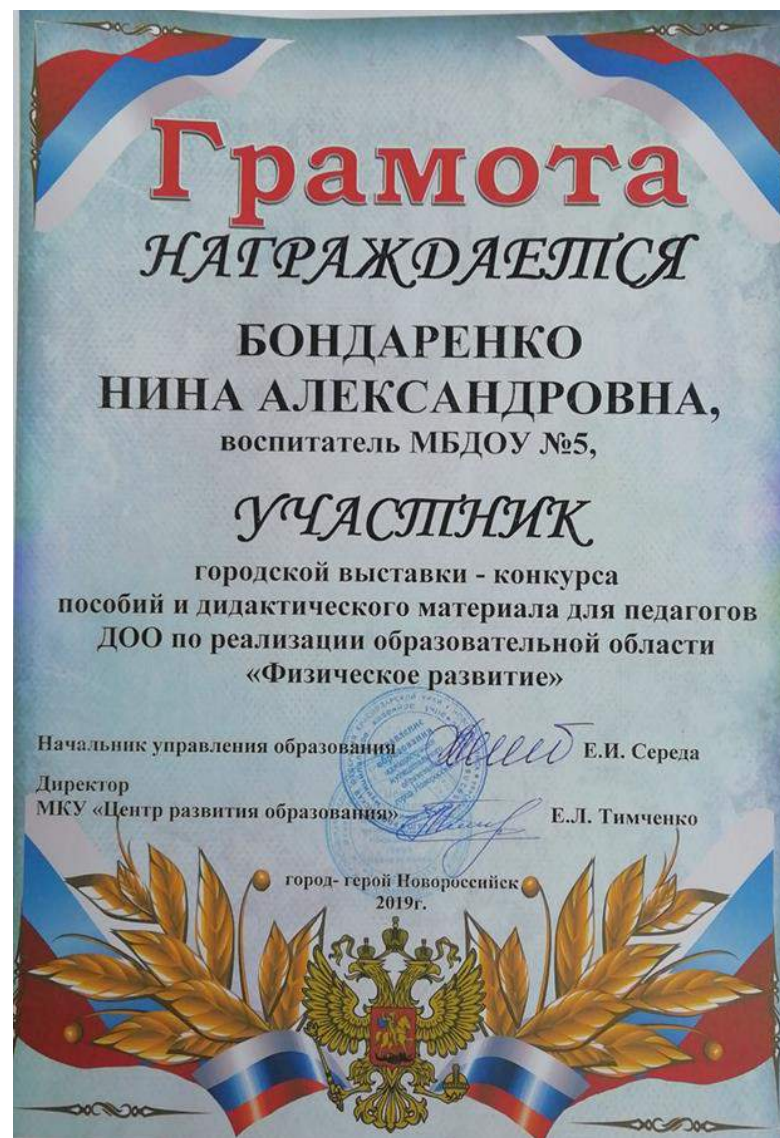 Грамота
НАГРАЖДАЕТСЯ
БОНДАРЕНКО
НИНА АЛЕКСАНДРОВНА,
воспитатель МБДОУ №5,
УЧАСТНИК
городской выставки - конкурса
пособий и дидактического материала для педагогов
ДОО по реализации образовательной области
«Физическое развитие»
Начальник управления образования Е.И. Середа
Директор
МКУ «Центр развития образования» Е.Л. Тимченко
город- герой Новороссийск
2019г.